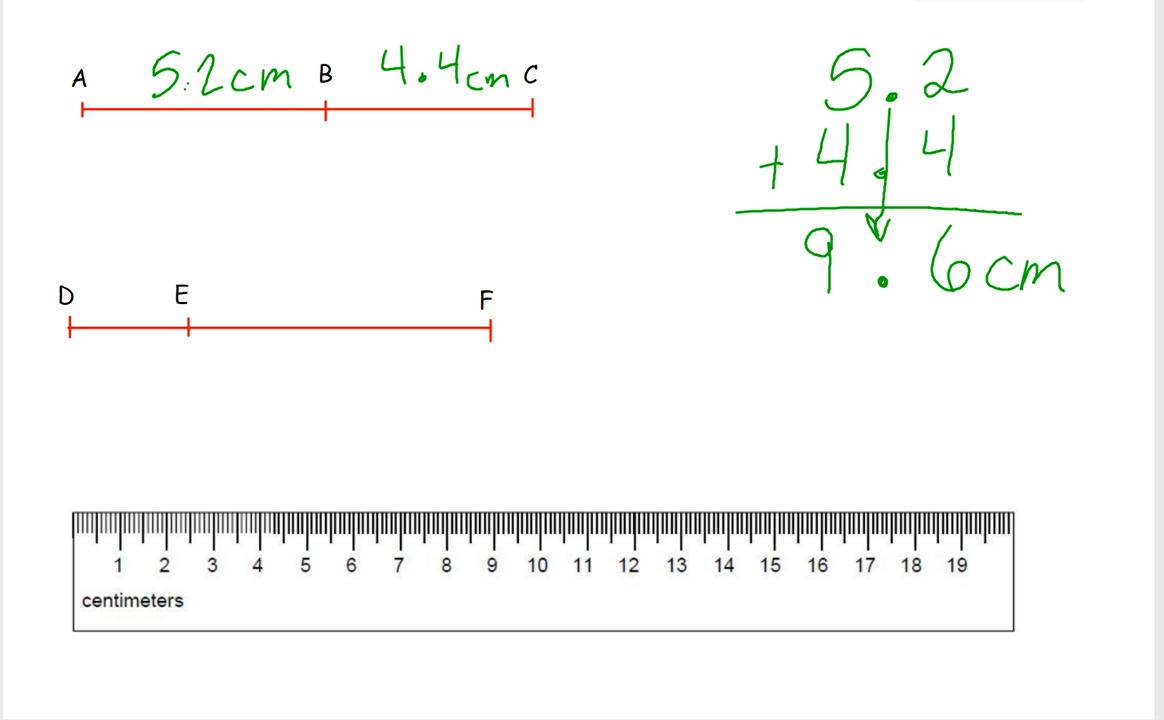 A 5.2cm B 4.4cm C
5.2
+ 4.4
9.6cm
D E F
1 2 3 4 5 6 7 8 9 10 11 12 13 14 15 16 17 18 19
centimeters